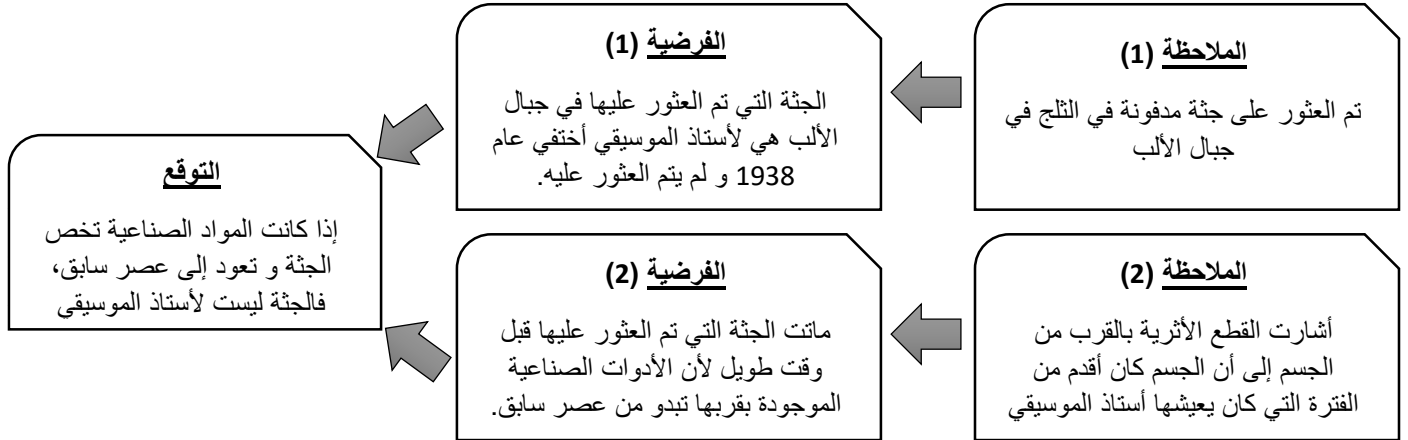 الملاحظة (1)
تم العثور على جثة مدفونة في الثلج في
جبال الألب
الفرضية (1)
الجثة التي تم العثور عليها في جبال
الألب هي لأستاذ الموسيقي أختفي عام
1938 و لم يتم العثور عليه.
الملاحظة (2)
أشارت القطع الأثرية بالقرب من
الجسم إلى أن الجسم كان أقدم من
الفترة التي كان يعيشها أستاذ الموسيقي
الفرضية (2)
ماتت الجثة التي تم العثور عليها قبل
وقت طويل لأن الأدوات الصناعية
الموجودة بقربها تبدو من عصر سابق.
التوقع
إذا كانت المواد الصناعية تخص
الجثة و تعود إلى عصر سابق،
فالجثة ليست لأستاذ الموسيقي